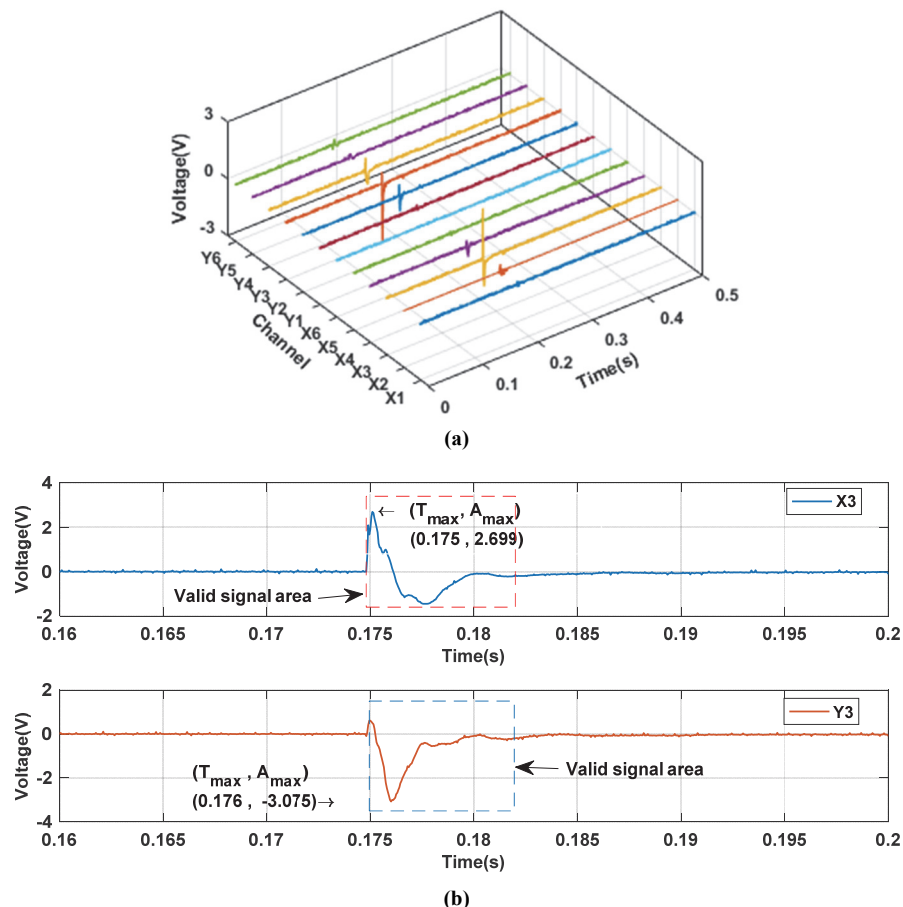 3
0
-3
Voltage(V)
Y6
Y5
Y4
Y3
Y2
Y1
X6
X5
X4
X3
X2
X1
Channel
0
0.1
0.2
0.3
0.4
0.5
Time(s)
(a)
4
2
0
-2
Voltage(V)
X3
← (Tmax, Amax)
(0.175 , 2.699)
Valid signal area
0.16 0.165 0.17 0.175 0.18 0.185 0.19 0.195 0.2
Time(s)
2
0
-2
-4
Voltage(V)
Y3
(Tmax , Amax)
(0.176 , -3.075)→
Valid signal area
0.16 0.165 0.17 0.175 0.18 0.185 0.19 0.195 0.2
Time(s)
(b)